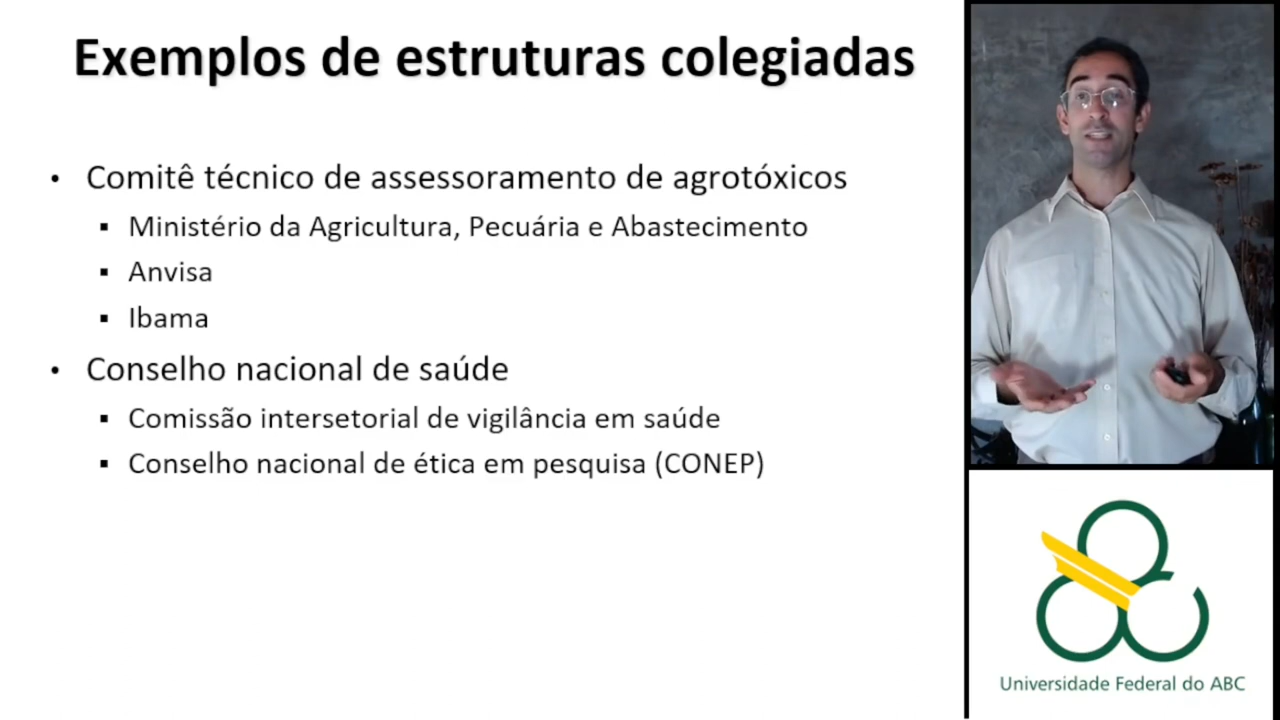 Exemplos de estruturas colegiadas
• Comitê técnico de assessoramento de agrotóxicos
▪ Ministério da Agricultura, Pecuária e Abastecimento
▪ Anvisa
▪ Ibama
• Conselho nacional de saúde
▪ Comissão intersetorial de vigilância em saúde
▪ Conselho nacional de ética em pesquisa (CONEP)
Universidade Federal do ABC